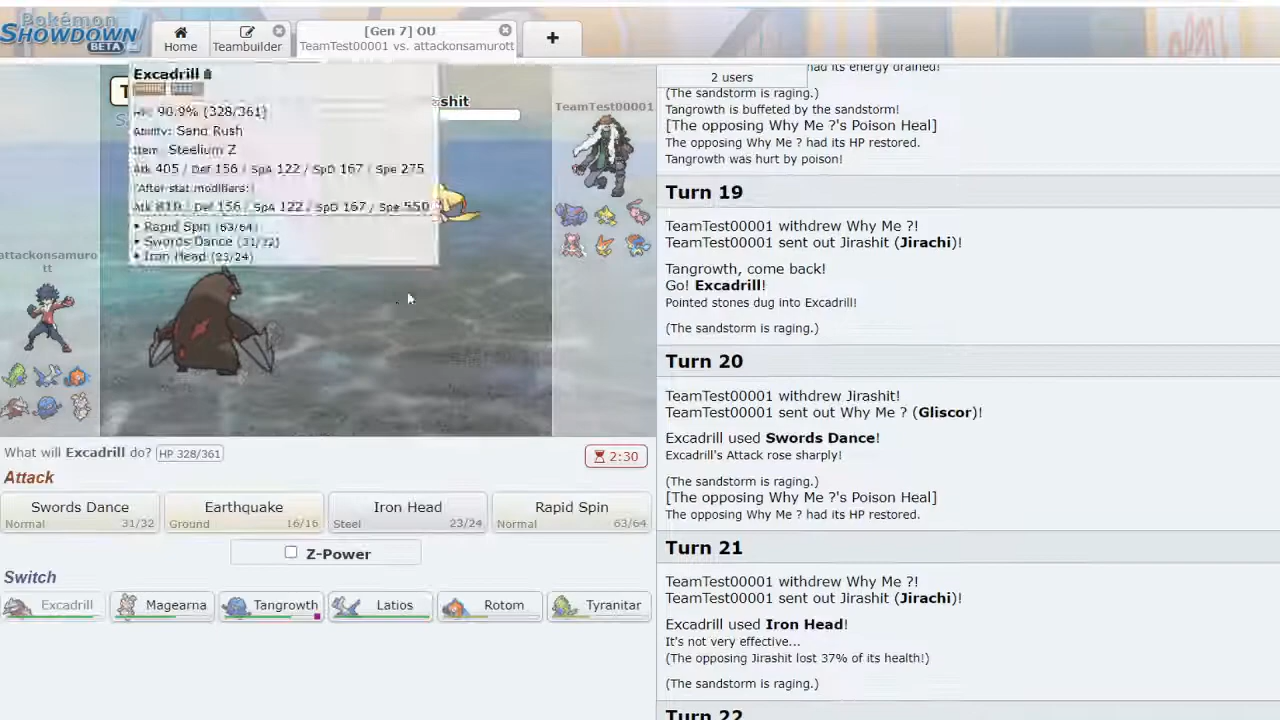 Pokémon
SHOWDOWN
BETA
Home
Teambuilder
[Gen 7] OU
TeamTest00001 vs. attackonsamurott
+
2 users
had its energy drained!
(The sandstorm is raging.)
Tangrowth is buffeted by the sandstorm!
[The opposing Why Me ?'s Poison Heal]
The opposing Why Me ? had its HP restored.
Tangrowth was hurt by poison!
Turn 19
TeamTest00001 withdrew Why Me ?!
TeamTest00001 sent out Jirashit (Jirachi)!
Tangrowth, come back!
Go! Excadrill!
Pointed stones dug into Excadrill!
(The sandstorm is raging.)
Turn 20
TeamTest00001 withdrew Jirashit!
TeamTest00001 sent out Why Me ? (Gliscor)!
Excadrill used Swords Dance!
Excadrill's Attack rose sharply!
(The sandstorm is raging.)
[The opposing Why Me ?'s Poison Heal]
The opposing Why Me ? had its HP restored.
Turn 21
TeamTest00001 withdrew Why Me ?!
TeamTest00001 sent out Jirashit (Jirachi)!
Excadrill used Iron Head!
It's not very effective...
(The opposing Jirashit lost 37% of its health!)
(The sandstorm is raging.)
Turn 22
Excadrill
HP: 90.9% (328/361)
Ability: Sand Rush
Item: Steelium Z
Atk 405 / Def 156 / SpA 122 / SpD 167 / Spe 275
(After stat modifiers:)
Atk 810 / Def 156 / SpA 122 / SpD 167 / Spe 550
• Rapid Spin (63/64)
• Swords Dance (31/32)
• Iron Head (23/24)
shit
TeamTest00001
attackonsamuro
tt
What will Excadrill do? HP 328/361
2:30
Attack
Swords Dance
Normal 31/32
Earthquake
Ground 16/16
Iron Head
Steel 23/24
Rapid Spin
Normal 63/64
Z-Power
Switch
Excadrill
Magearna
Tangrowth
Latios
Rotom
Tyranitar